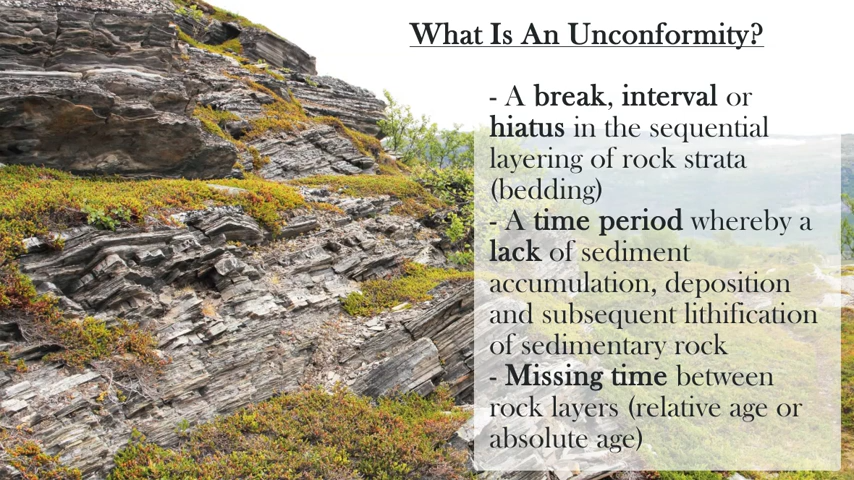 What Is An Unconformity?
- A break, interval or
hiatus in the sequential
layering of rock strata
(bedding)
- A time period whereby a
lack of sediment
accumulation, deposition
and subsequent lithification
of sedimentary rock
- Missing time between
rock layers (relative age or
absolute age)